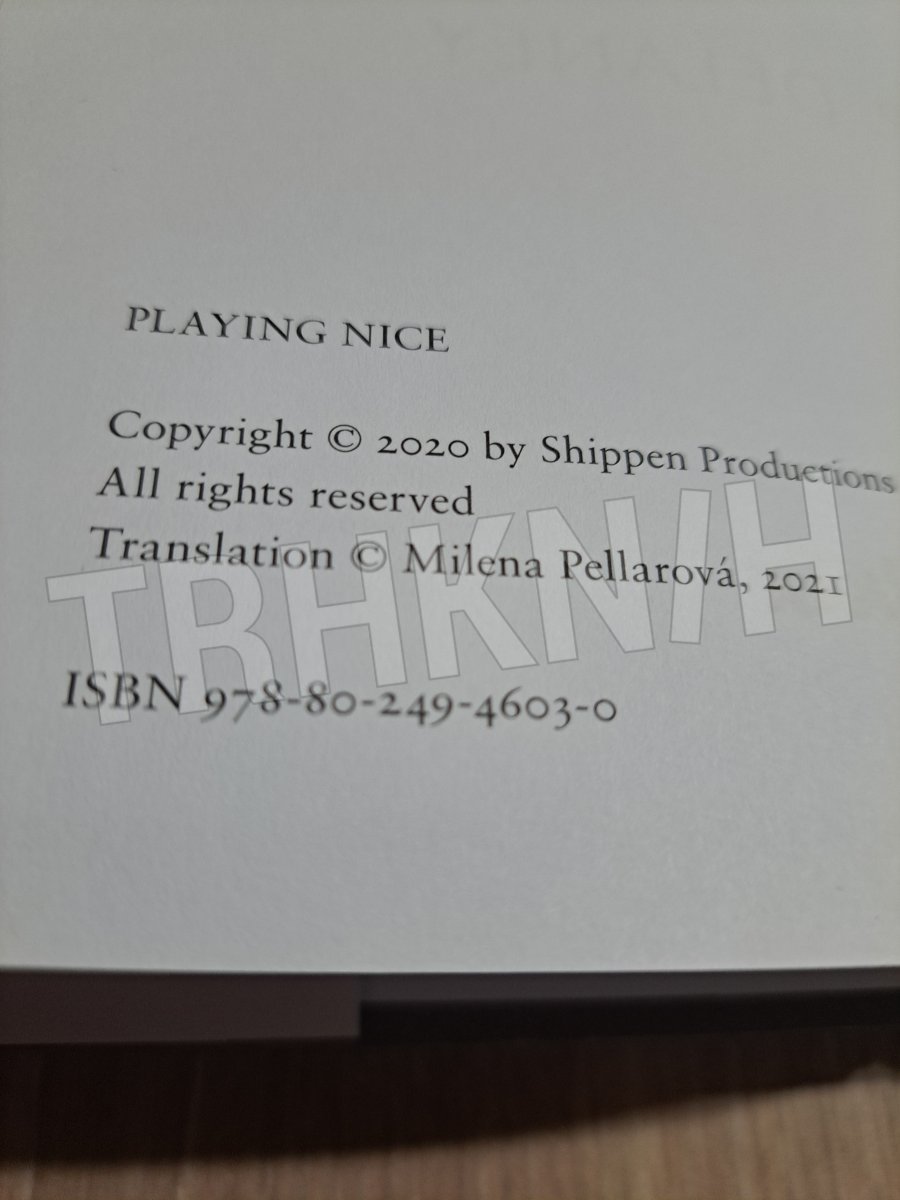 PLAYING NICE
Copyright © 2020 by Shippen Productions
All rights reserved
Translation © Milena Pellarová, 2021
TRHKN/H
ISBN 978-80-249-4603-0